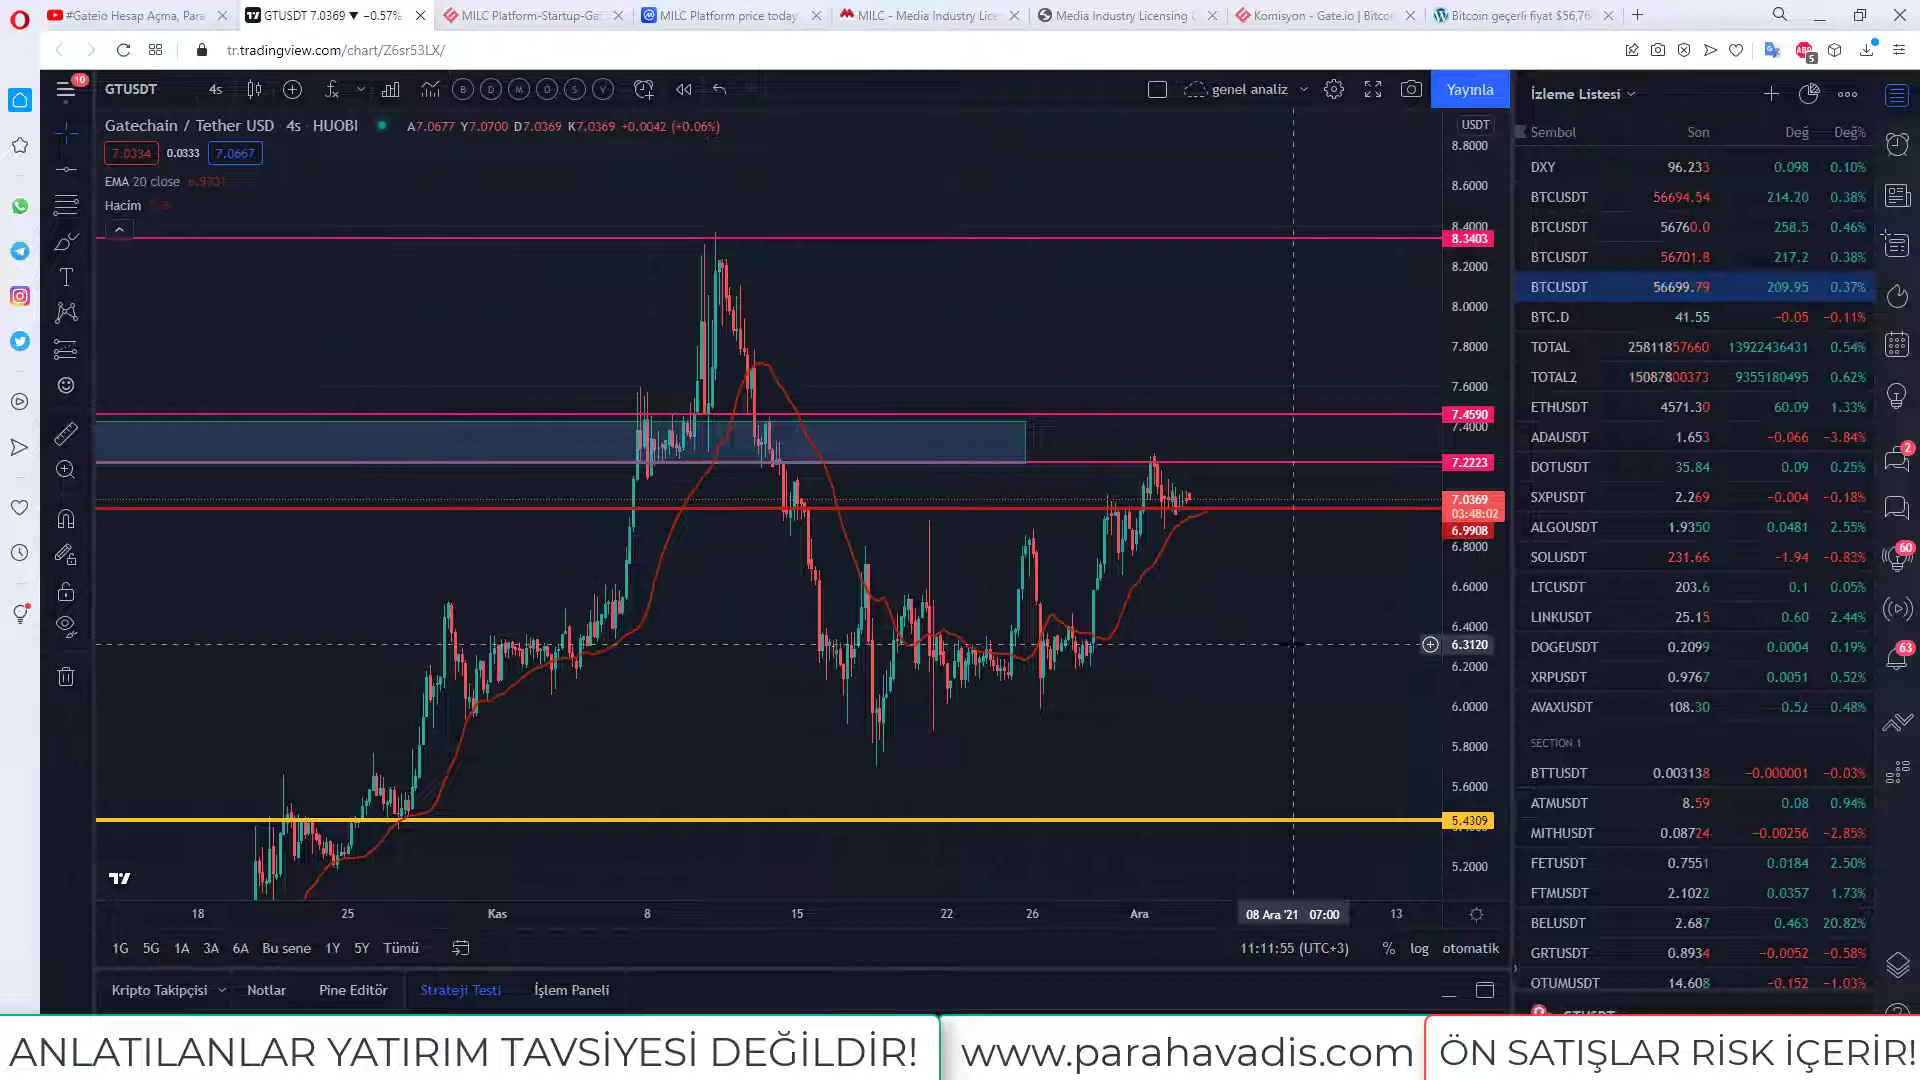 #Gateio Hesap Açma, Para
GTUSDT 7.0369 ▼ −0.57%
MILC Platform-Startup-Gat
MILC Platform price today
MILC - Media Industry Lice
Media Industry Licensing C
Komisyon - Gate.io | Bitco
Bitcoin geçerli fiyat $56,76
tr.tradingview.com/chart/Z6sr53LX/
10
GTUSDT 4s
genel analiz
Yayınla
İzleme Listesi
Gatechain / Tether USD · 4s · HUOBI A7.0677 Y7.0700 D7.0369 K7.0369 +0.0042 (+0.06%)
7.0334 0.0333 7.0667
EMA 20 close 6.9731
Hacim
USDT
8.8000
8.6000
8.4000
8.3403
8.2000
8.0000
7.8000
7.6000
7.4590
7.4000
7.2223
7.0369
03:48:02
6.9908
6.8000
6.6000
6.4000
6.3120
6.2000
6.0000
5.8000
5.6000
5.4309
5.2000
18 25 Kas 8 15 22 26 Ara 08 Ara '21 07:00 13
1G 5G 1A 3A 6A Bu sene 1Y 5Y Tümü
11:11:55 (UTC+3) % log otomatik
Kripto Takipçisi Notlar Pine Editör Strateji Testi İşlem Paneli
Sembol Son Değ Değ%
DXY 96.233 0.098 0.10%
BTCUSDT 56694.54 214.20 0.38%
BTCUSDT 56760.0 258.5 0.46%
BTCUSDT 56701.8 217.2 0.38%
BTCUSDT 56699.79 209.95 0.37%
BTC.D 41.55 −0.05 −0.11%
TOTAL 25811857660 13922436431 0.54%
TOTAL2 15087800373 9355180495 0.62%
ETHUSDT 4571.30 60.09 1.33%
ADAUSDT 1.653 −0.066 −3.84%
DOTUSDT 35.84 0.09 0.25%
SXPUSDT 2.269 −0.004 −0.18%
ALGOUSDT 1.9350 0.0481 2.55%
SOLUSDT 231.66 −1.94 −0.83%
LTCUSDT 203.6 0.1 0.05%
LINKUSDT 25.15 0.60 2.44%
DOGEUSDT 0.2099 0.0004 0.19%
XRPUSDT 0.9767 0.0051 0.52%
AVAXUSDT 108.30 0.52 0.48%
SECTION 1
BTTUSDT 0.003138 −0.000001 −0.03%
ATMUSDT 8.59 0.08 0.94%
MITHUSDT 0.08724 −0.00256 −2.85%
FETUSDT 0.7551 0.0184 2.50%
FTMUSDT 2.1022 0.0357 1.73%
BELUSDT 2.687 0.463 20.82%
GRTUSDT 0.8934 −0.0052 −0.58%
OTUMUSDT 14.608 −0.152 −1.03%
2
60
63
ANLATILANLAR YATIRIM TAVSİYESİ DEĞİLDİR!
www.parahavadis.com
ÖN SATIŞLAR RİSK İÇERİR!